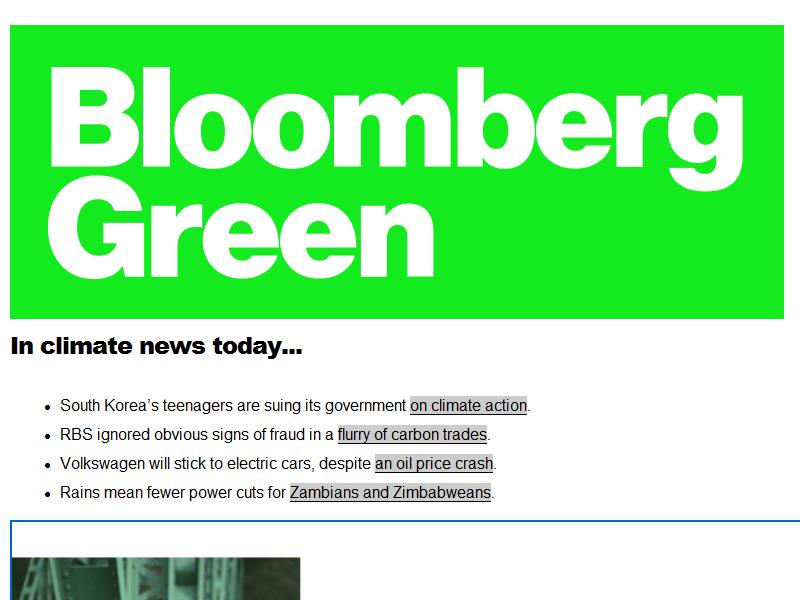 Bloomberg
Green
In climate news today...
• South Korea’s teenagers are suing its government on climate action.
• RBS ignored obvious signs of fraud in a flurry of carbon trades.
• Volkswagen will stick to electric cars, despite an oil price crash.
• Rains mean fewer power cuts for Zambians and Zimbabweans.